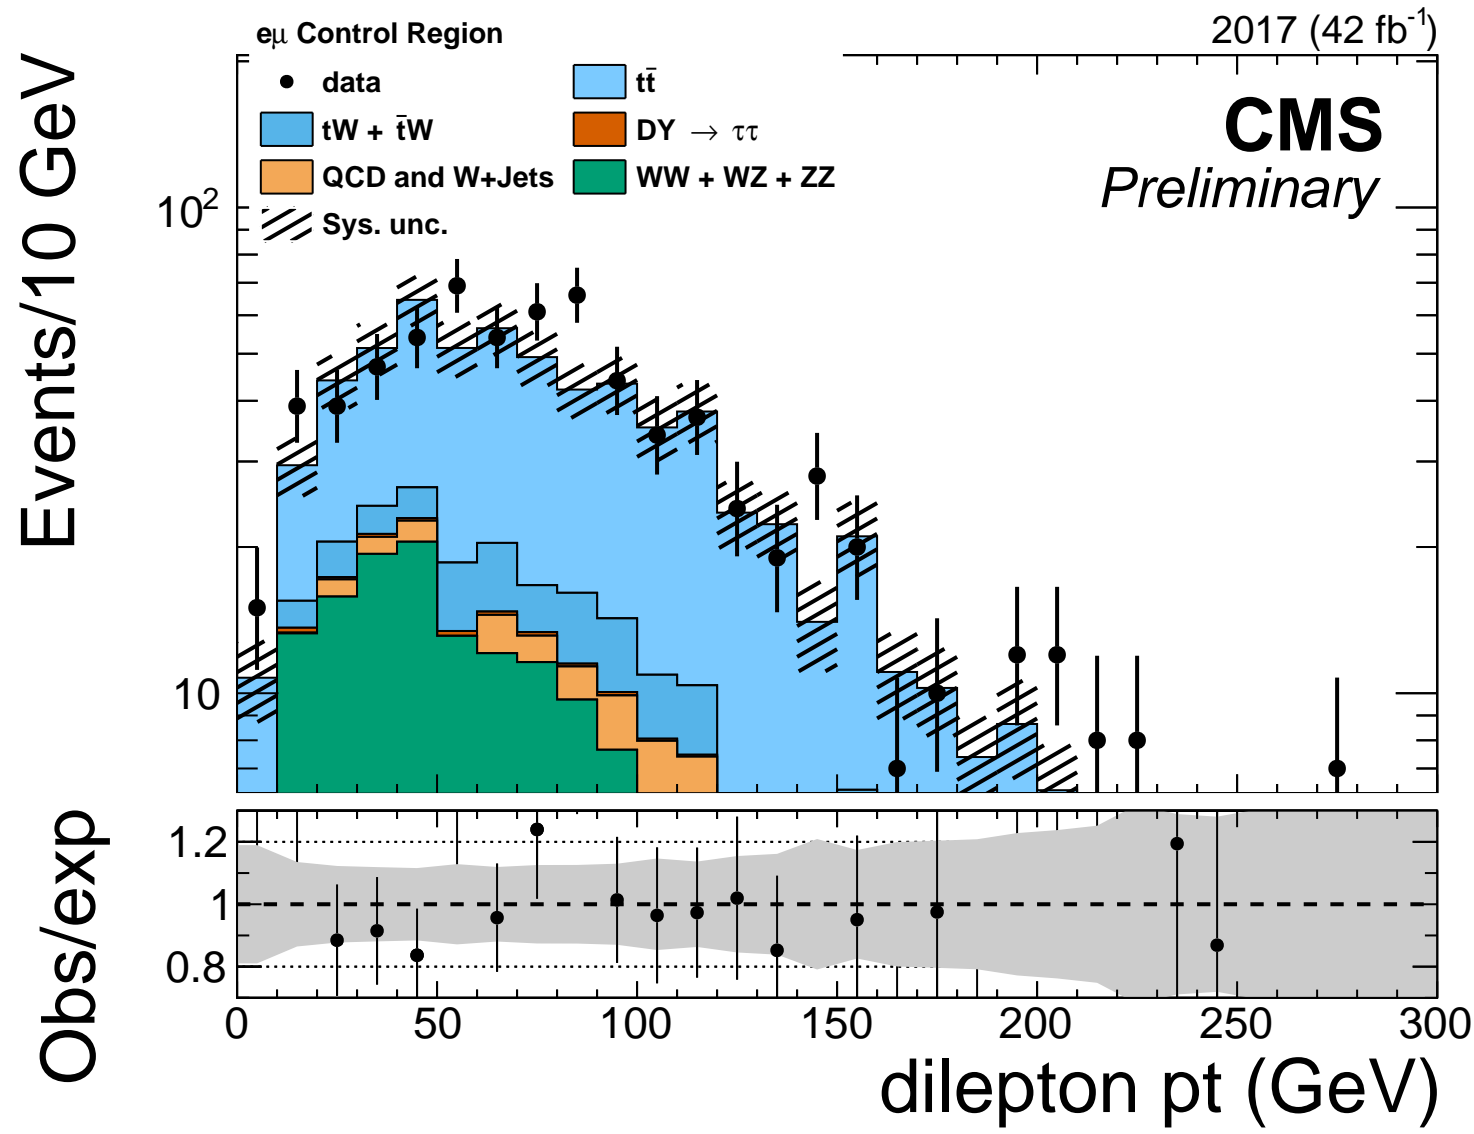 eμ Control Region
2017 (42 fb⁻¹)
data
tt̄
tW + t̄W
DY → ττ
QCD and W+Jets
WW + WZ + ZZ
Sys. unc.
CMS
Preliminary
Events/10 GeV
10²
10
Obs/exp
1.2
1
0.8
0 50 100 150 200 250 300
dilepton pt (GeV)